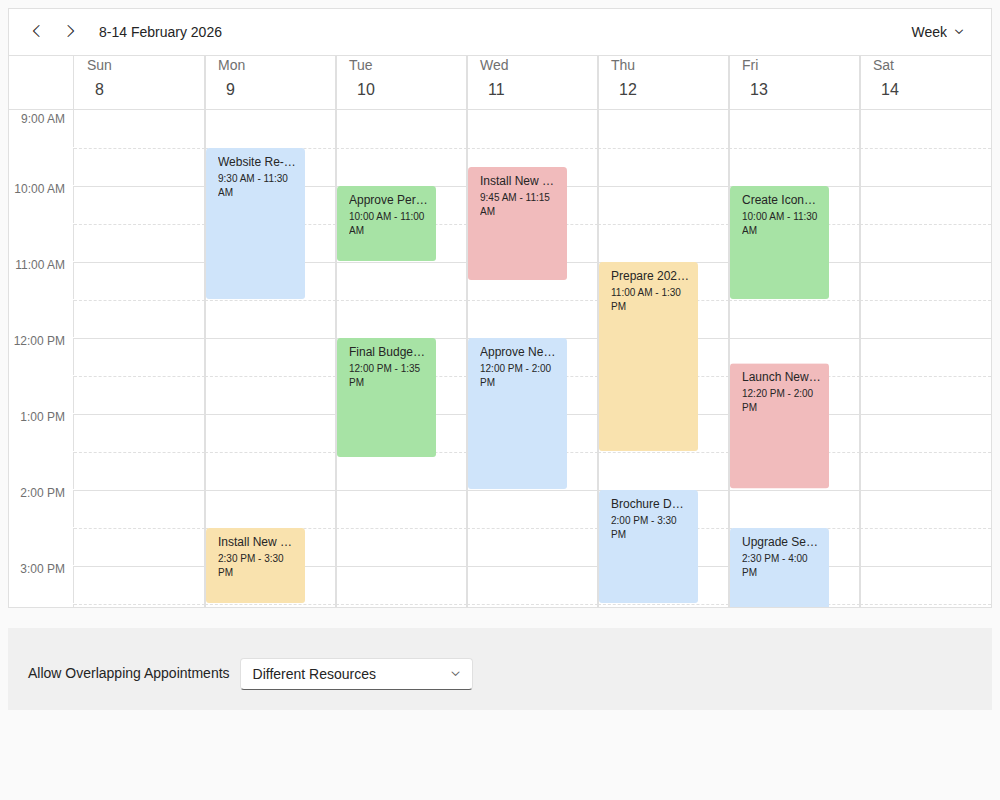 8-14 February 2026
Week
Sun
Mon
Tue
Wed
Thu
Fri
Sat
8
9
10
11
12
13
14
9:00 AM
10:00 AM
11:00 AM
12:00 PM
1:00 PM
2:00 PM
3:00 PM
Website Re-...
9:30 AM - 11:30
AM
Install New ...
2:30 PM - 3:30
PM
Approve Per...
10:00 AM - 11:00
AM
Final Budge...
12:00 PM - 1:35
PM
Install New ...
9:45 AM - 11:15
AM
Approve Ne...
12:00 PM - 2:00
PM
Prepare 202...
11:00 AM - 1:30
PM
Brochure D...
2:00 PM - 3:30
PM
Create Icon...
10:00 AM - 11:30
AM
Launch New...
12:20 PM - 2:00
PM
Upgrade Se...
2:30 PM - 4:00
PM
Allow Overlapping Appointments
Different Resources